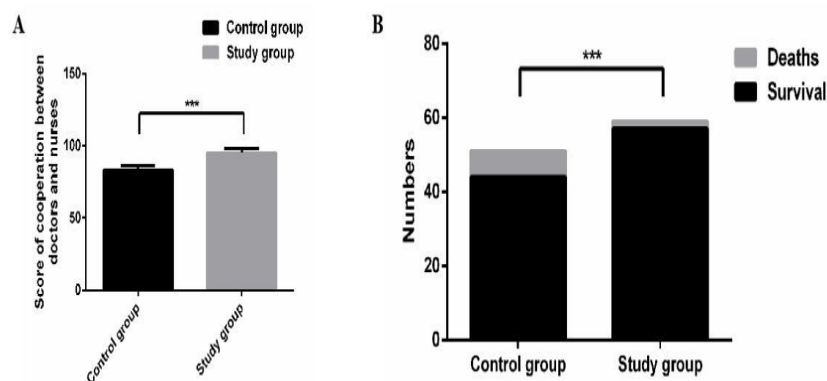 A
Control group
Study group
Score of cooperation between
doctors and nurses
150
100
50
0
***
Control group
Study group
B
Deaths
Survival
Numbers
80
60
40
20
0
***
Control group
Study group